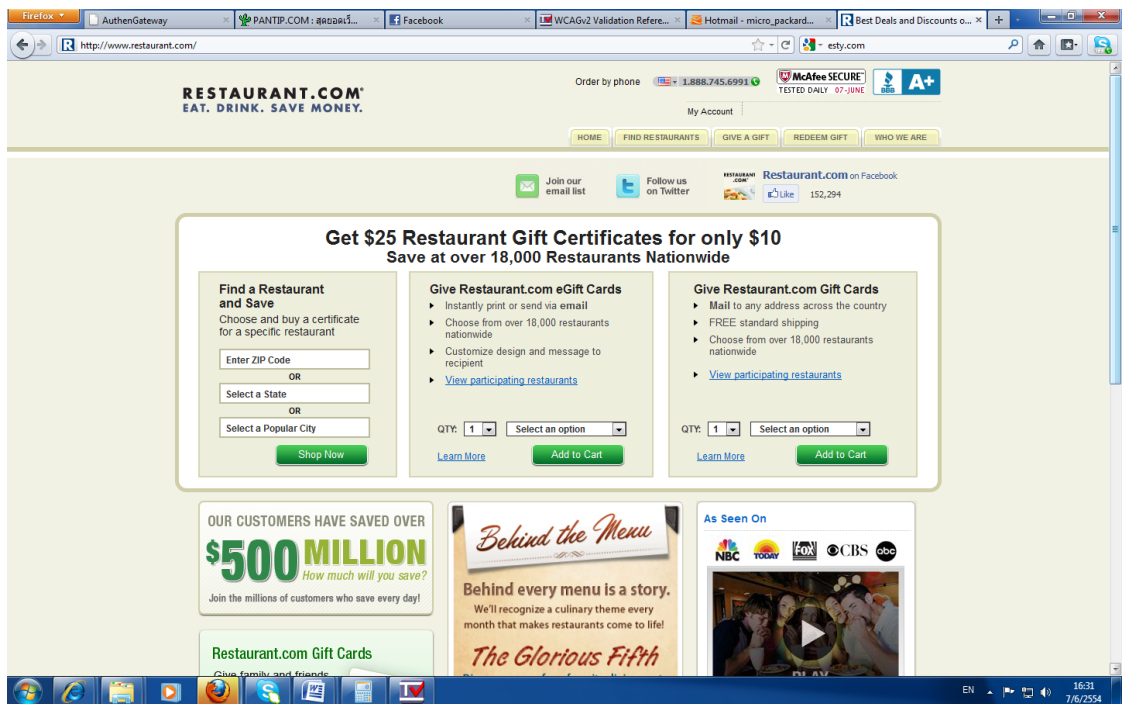 Firefox
AuthenGateway
PANTIP.COM : สุดยอดเว็...
Facebook
WCAGv2 Validation Refere...
Hotmail - micro_packard...
Best Deals and Discounts o...
http://www.restaurant.com/
esty.com
RESTAURANT.COM
EAT. DRINK. SAVE MONEY.
Order by phone
1.888.745.6991
McAfee SECURE
TESTED DAILY 07-JUNE
BBB
A+
My Account
HOME
FIND RESTAURANTS
GIVE A GIFT
REDEEM GIFT
WHO WE ARE
Join our
email list
Follow us
on Twitter
RESTAURANT
.COM
Restaurant.com on Facebook
Like
152,294
Get $25 Restaurant Gift Certificates for only $10
Save at over 18,000 Restaurants Nationwide
Find a Restaurant
and Save
Choose and buy a certificate
for a specific restaurant
Enter ZIP Code
OR
Select a State
OR
Select a Popular City
Shop Now
Give Restaurant.com eGift Cards
Instantly print or send via email
Choose from over 18,000 restaurants
nationwide
Customize design and message to
recipient
View participating restaurants
QTY: 1 Select an option
Learn More
Add to Cart
Give Restaurant.com Gift Cards
Mail to any address across the country
FREE standard shipping
Choose from over 18,000 restaurants
nationwide
View participating restaurants
QTY: 1 Select an option
Learn More
Add to Cart
OUR CUSTOMERS HAVE SAVED OVER
$500 MILLION
How much will you save?
Join the millions of customers who save every day!
Restaurant.com Gift Cards
Give family and friends
Behind the Menu
Behind every menu is a story.
We'll recognize a culinary theme every
month that makes restaurants come to life!
The Glorious Fifth
As Seen On
NBC
TODAY
FOX
CBS
abc
PLAY
EN
16:31
7/6/2554